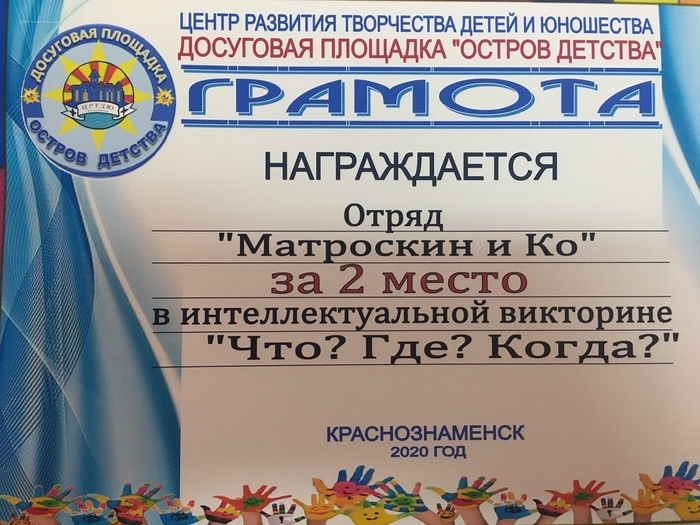 ЦЕНТР РАЗВИТИЯ ТВОРЧЕСТВА ДЕТЕЙ И ЮНОШЕСТВА
ДОСУГОВАЯ ПЛОЩАДКА "ОСТРОВ ДЕТСТВА"
ДОСУГОВАЯ ПЛОЩАДКА
ЦРТДЮ
ОСТРОВ ДЕТСТВА
ГРАМОТА
НАГРАЖДАЕТСЯ
Отряд
"Матроскин и Ко"
за 2 место
в интеллектуальной викторине
"Что? Где? Когда?"
КРАСНОЗНАМЕНСК
2020 ГОД